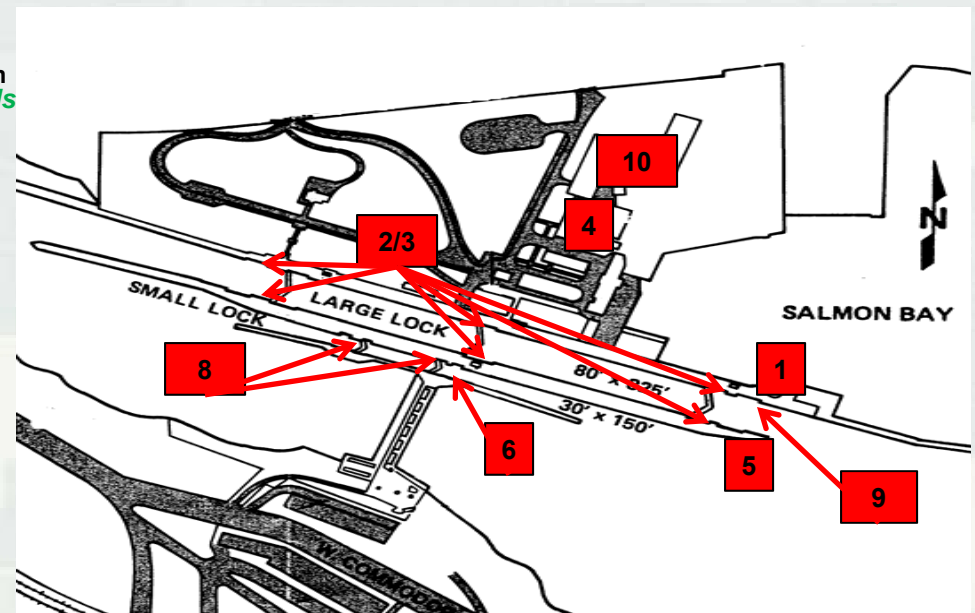 10
4
2/3
N
SALMON BAY
SMALL LOCK
LARGE LOCK
8
80' x 825'
1
30' x 150'
6
5
9